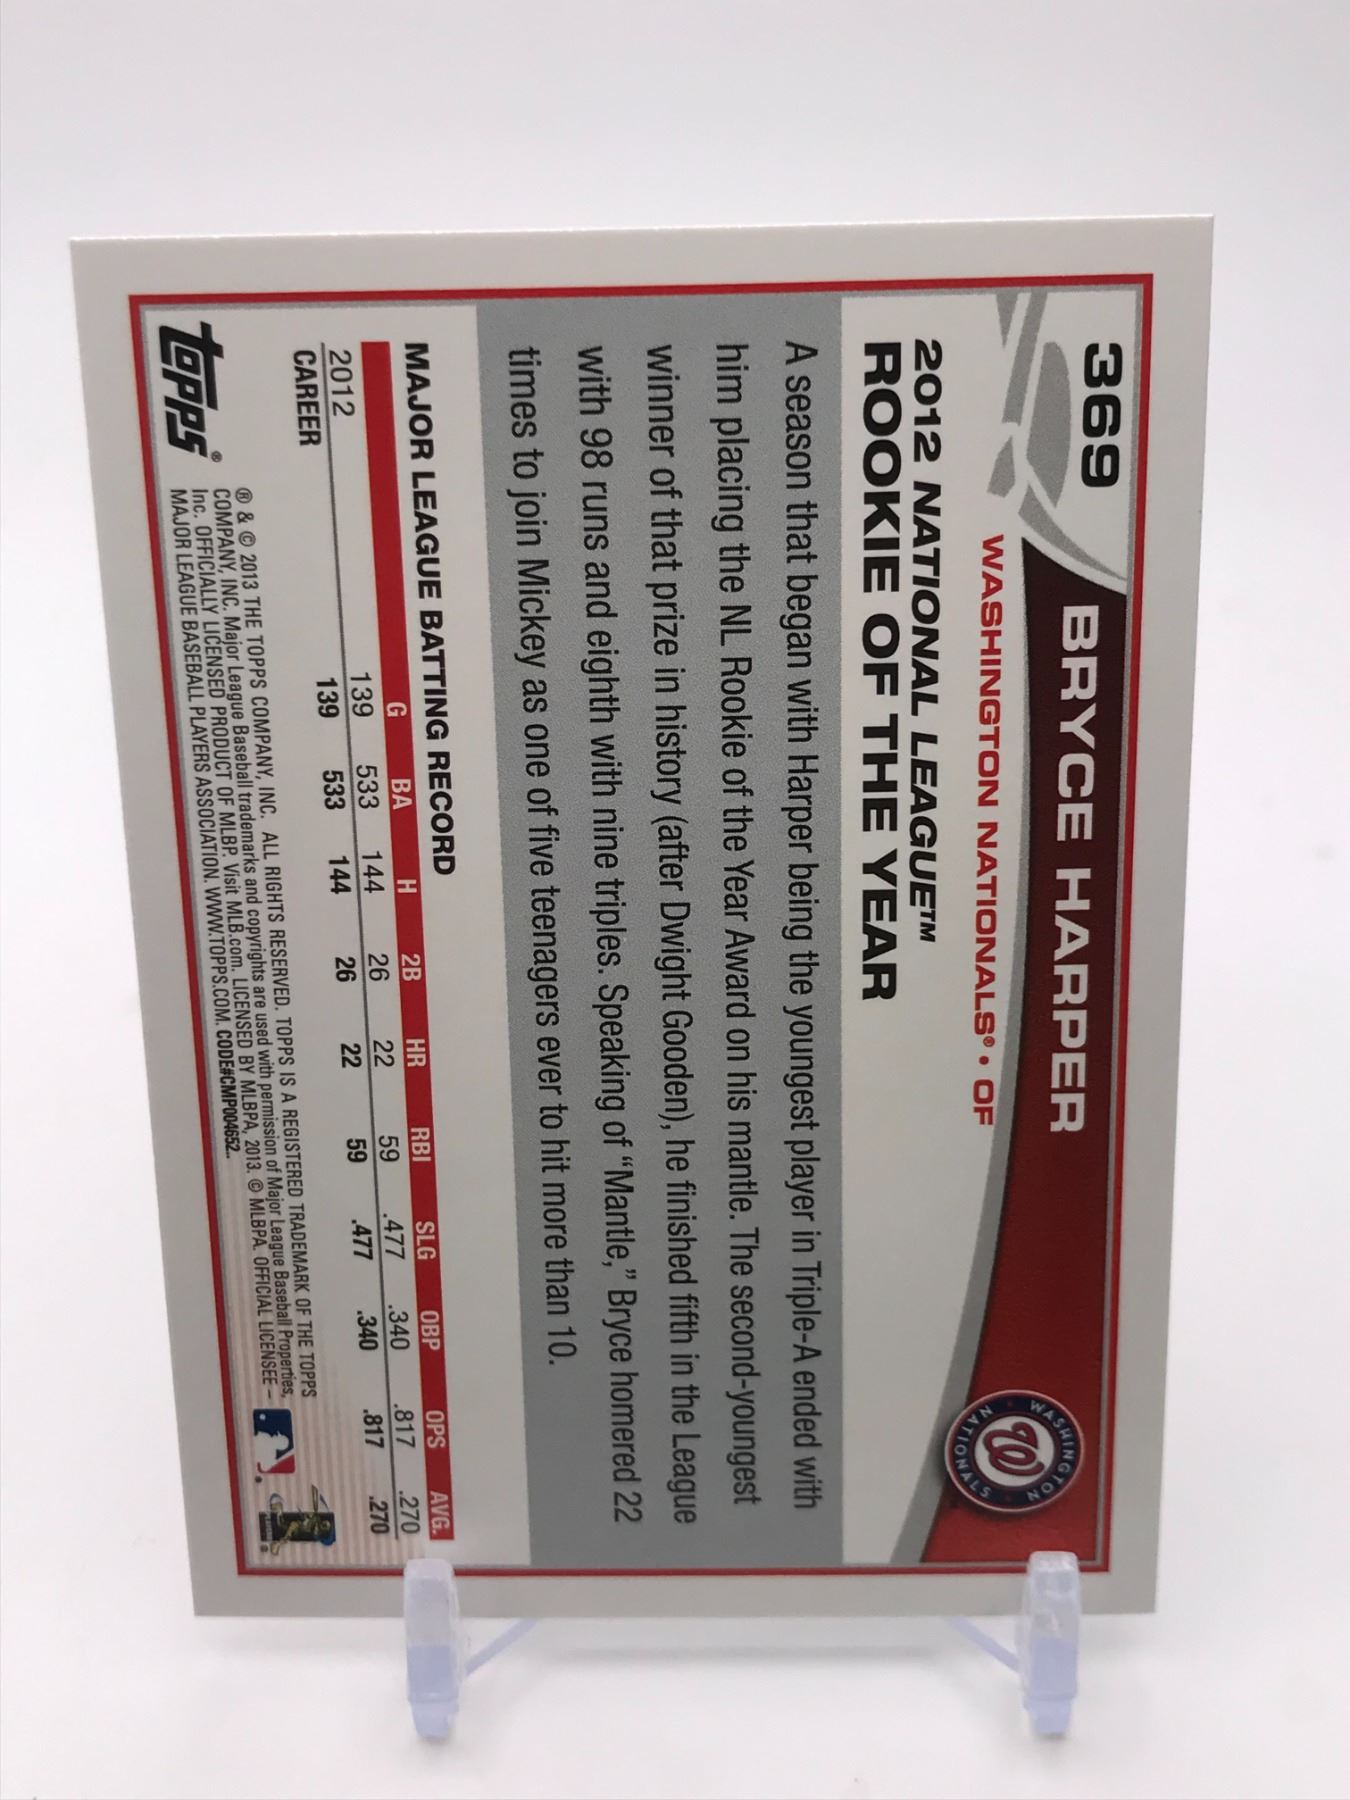 369
BRYCE HARPER
WASHINGTON NATIONALS® • OF
WASHINGTON
NATIONALS
W
2012 NATIONAL LEAGUE™
ROOKIE OF THE YEAR
A season that began with Harper being the youngest player in Triple-A ended with
him placing the NL Rookie of the Year Award on his mantle. The second-youngest
winner of that prize in history (after Dwight Gooden), he finished fifth in the League
with 98 runs and eighth with nine triples. Speaking of “Mantle,” Bryce homered 22
times to join Mickey as one of five teenagers ever to hit more than 10.
MAJOR LEAGUE BATTING RECORD
G BA H 2B HR RBI SLG OBP OPS AVG.
2012 139 533 144 26 22 59 .477 .340 .817 .270
CAREER 139 533 144 26 22 59 .477 .340 .817 .270
topps®
® & © 2013 THE TOPPS COMPANY, INC. ALL RIGHTS RESERVED. TOPPS IS A REGISTERED TRADEMARK OF THE TOPPS
COMPANY, INC. Major League Baseball trademarks and copyrights are used with permission of Major League Baseball Properties,
Inc. OFFICIALLY LICENSED PRODUCT OF MLBP. Visit MLB.com. LICENSED BY MLBPA, 2013. © MLBPA. OFFICIAL LICENSEE –
MAJOR LEAGUE BASEBALL PLAYERS ASSOCIATION. WWW.TOPPS.COM. CODE#CMP004652.